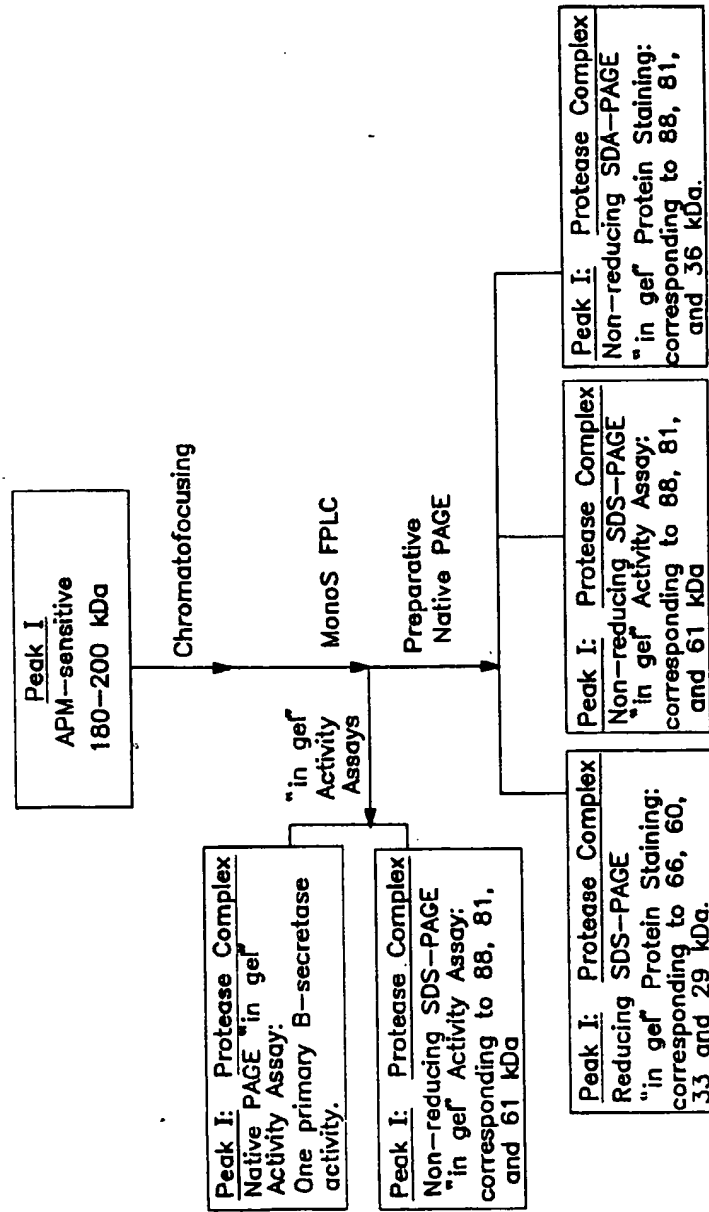 Peak I
APM-sensitive
180-200 kDa
Chromatofocusing
MonoS FPLC
"in gel"
Activity
Assays
Preparative
Native PAGE
Peak I: Protease Complex
Native PAGE "in gel"
Activity Assay:
One primary B-secretase
activity.
Peak I: Protease Complex
Non-reducing SDS-PAGE
"in gel" Activity Assay:
corresponding to 88, 81,
and 61 kDa
Peak I: Protease Complex
Reducing SDS-PAGE
"in gel" Protein Staining:
corresponding to 66, 60,
33 and 29 kDa.
Peak I: Protease Complex
Non-reducing SDS-PAGE
"in gel" Activity Assay:
corresponding to 88, 81,
and 61 kDa
Peak I: Protease Complex
Non-reducing SDA-PAGE
"in gel" Protein Staining:
corresponding to 88, 81,
and 36 kDa.